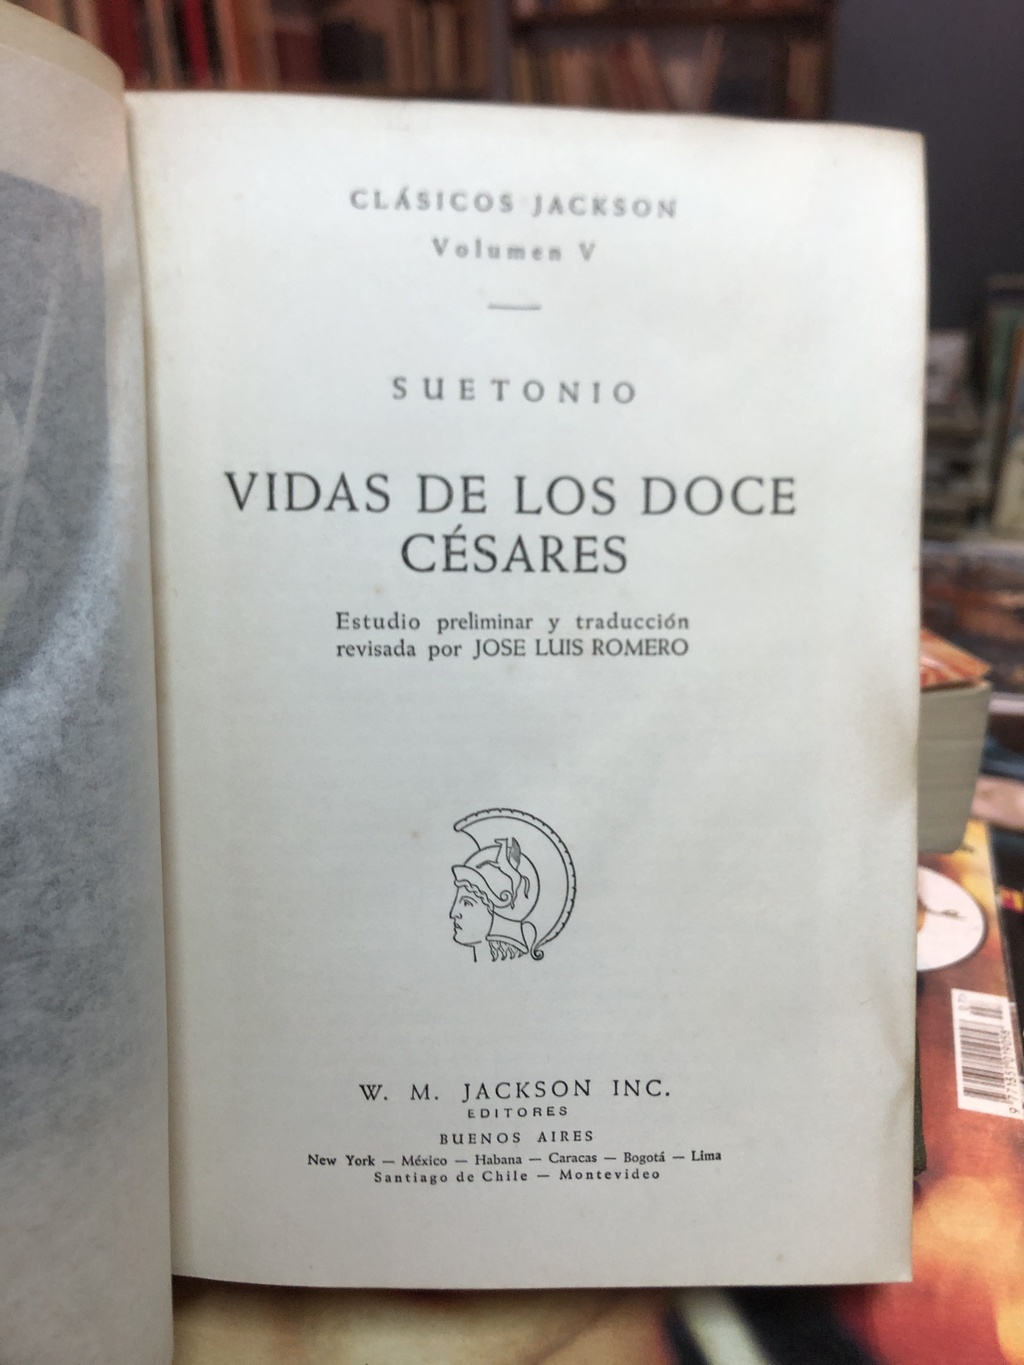 CLÁSICOS JACKSON
Volumen V
SUETONIO
VIDAS DE LOS DOCE
CÉSARES
Estudio preliminar y traducción
revisada por JOSE LUIS ROMERO
W. M. JACKSON INC.
EDITORES
BUENOS AIRES
New York — México — Habana — Caracas — Bogotá — Lima
Santiago de Chile — Montevideo